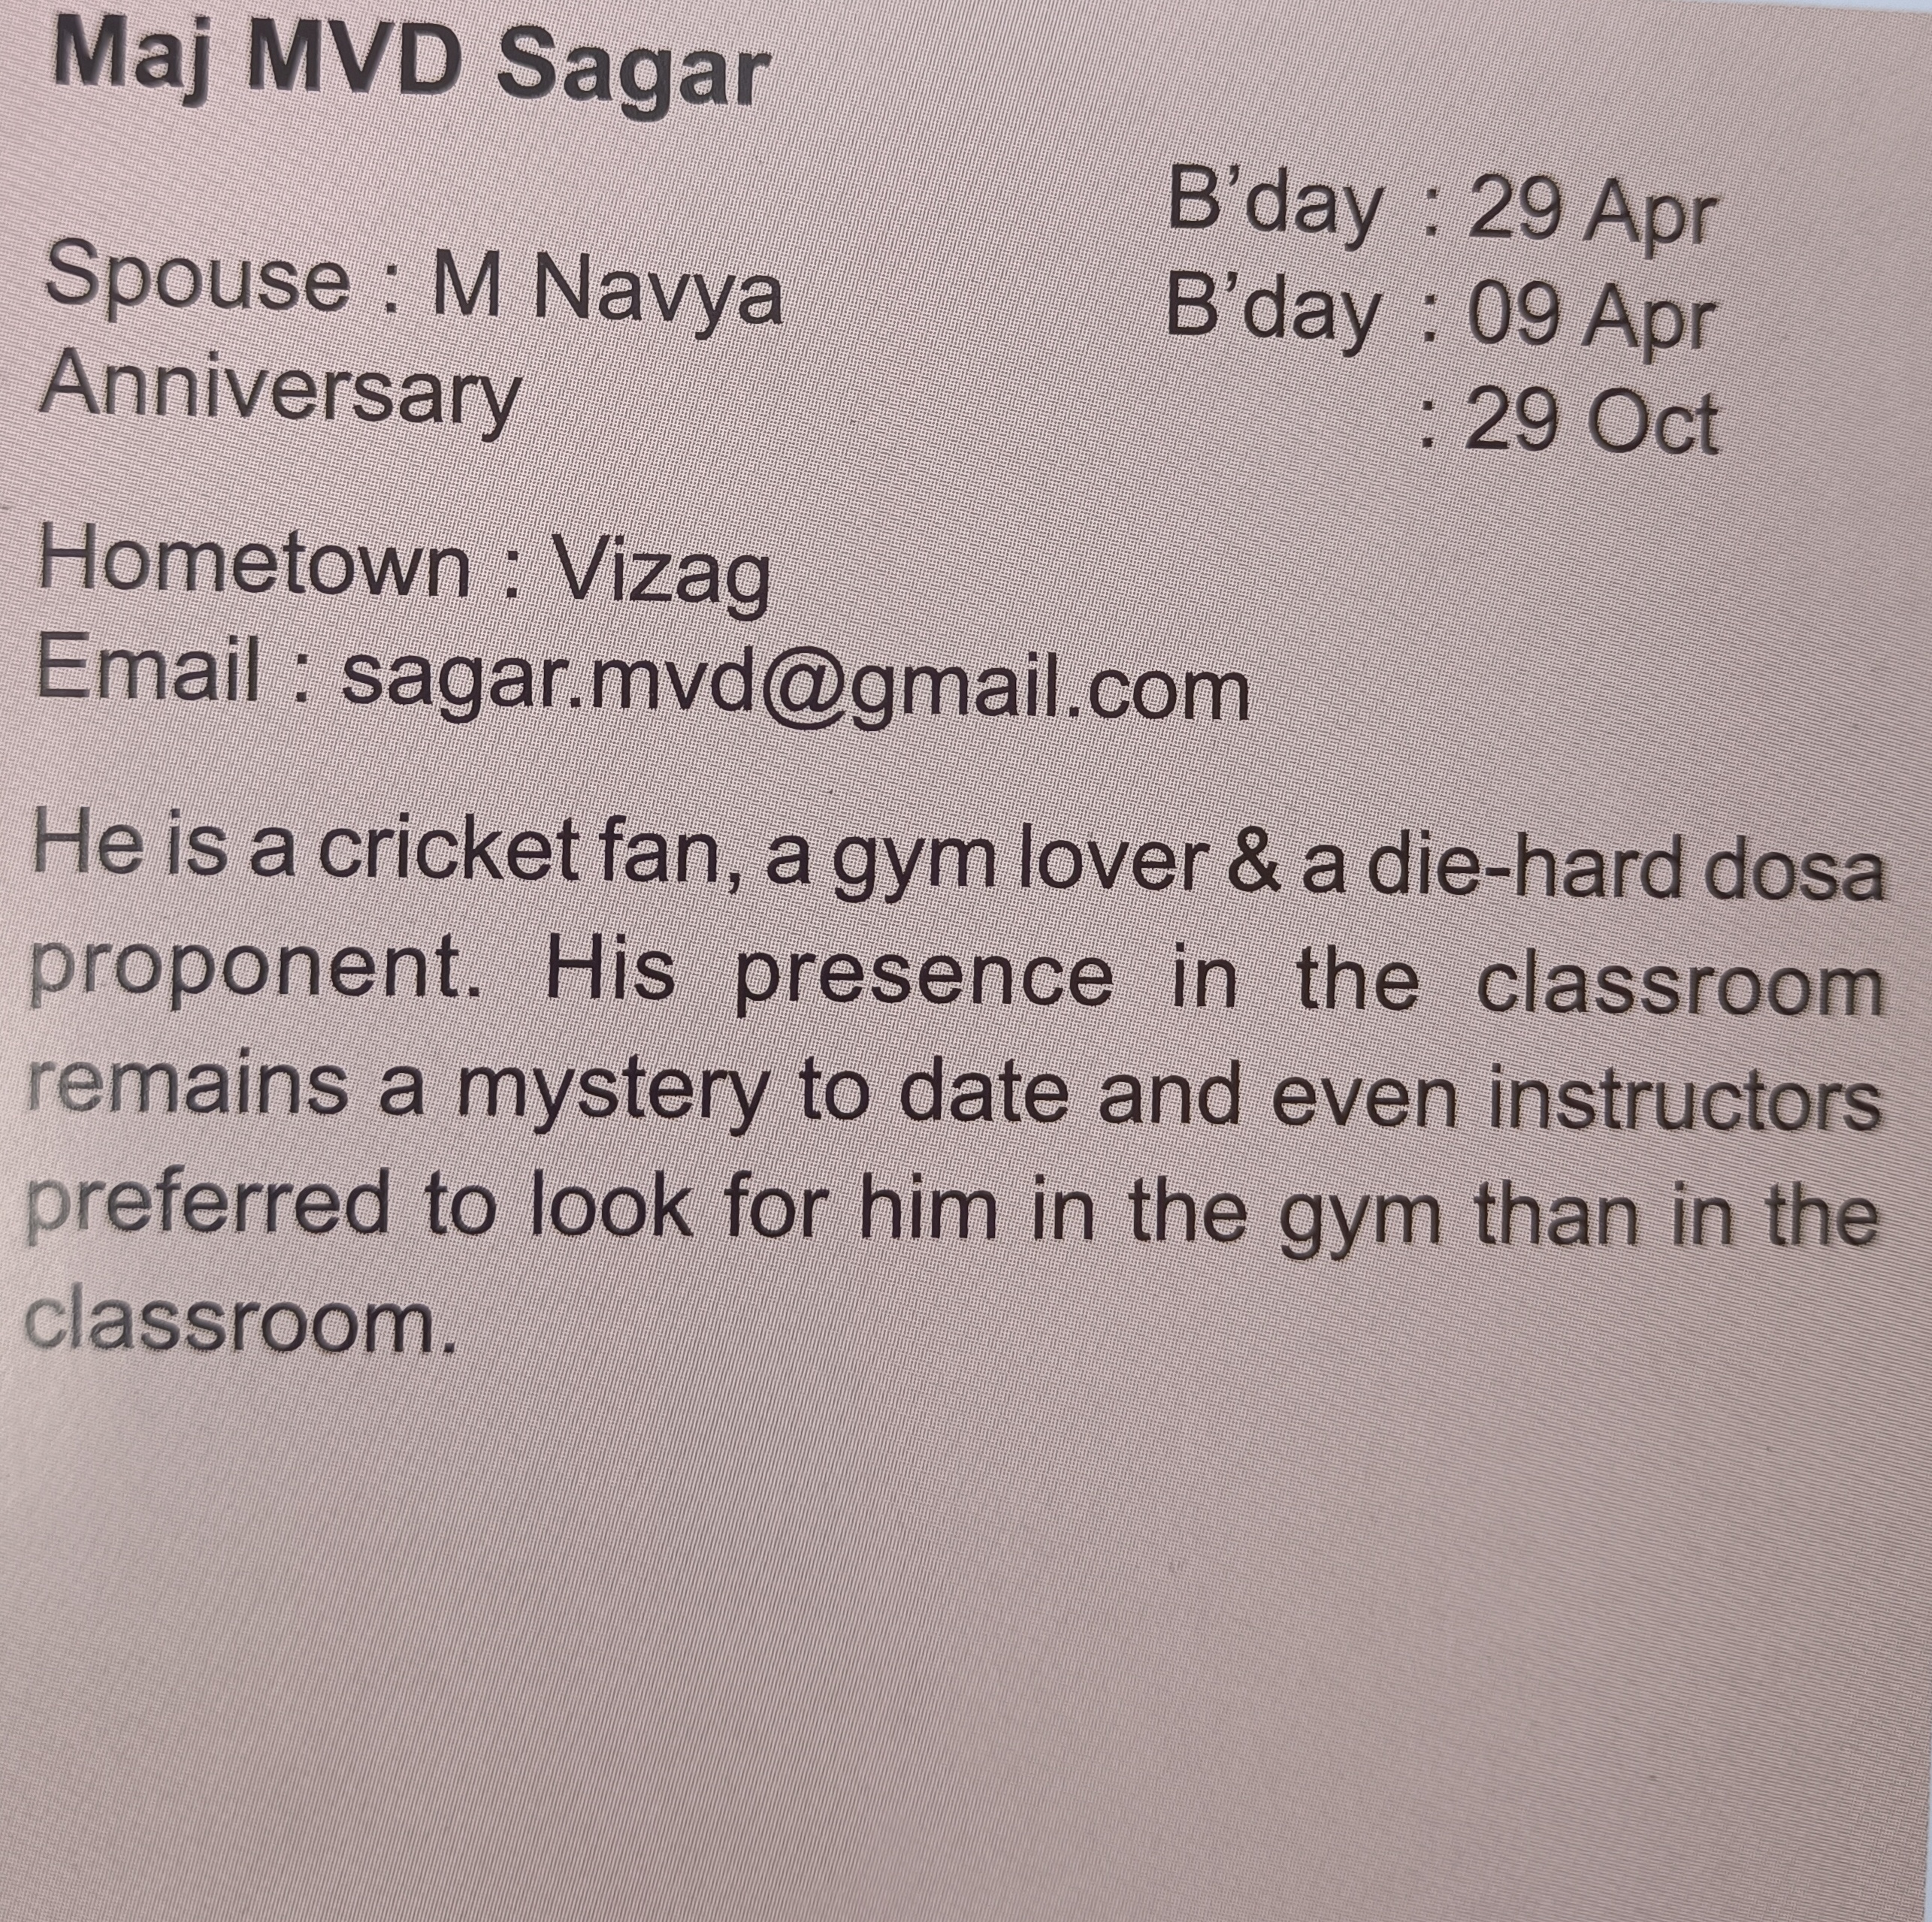 Maj MVD Sagar
B'day : 29 Apr
Spouse : M Navya B'day : 09 Apr
Anniversary : 29 Oct
Hometown : Vizag
Email : sagar.mvd@gmail.com
He is a cricket fan, a gym lover & a die-hard dosa
proponent. His presence in the classroom
remains a mystery to date and even instructors
preferred to look for him in the gym than in the
classroom.